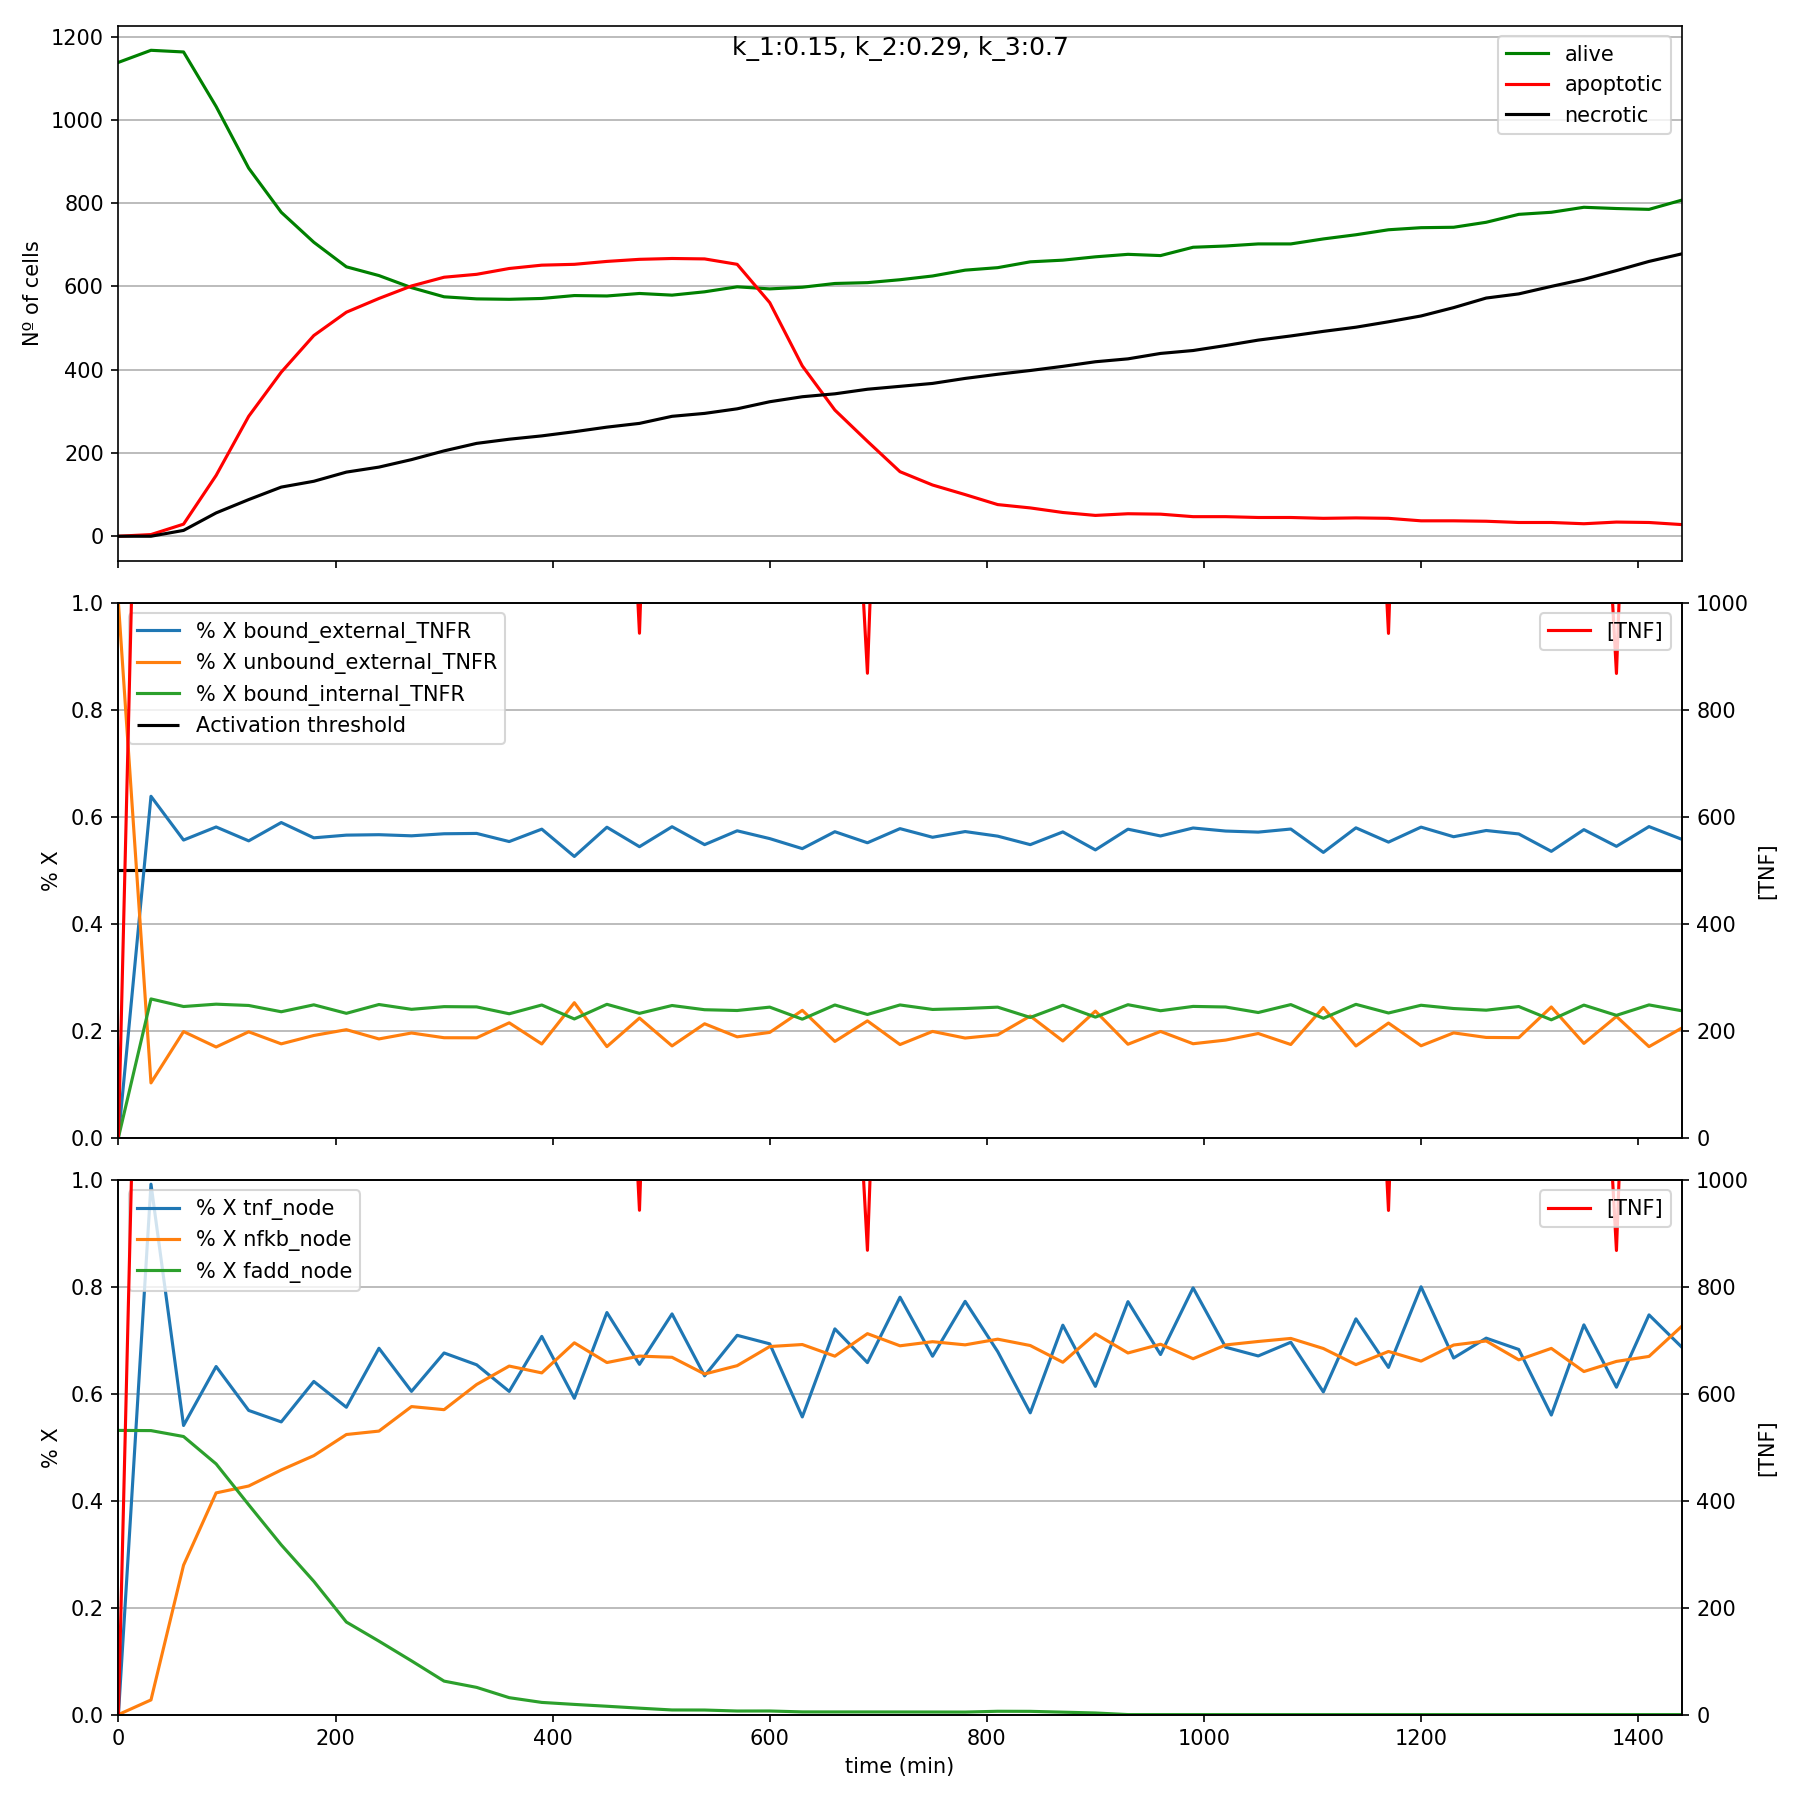 k_1:0.15, k_2:0.29, k_3:0.7
1200
1000
800
600
400
200
0
Nº of cells
alive
apoptotic
necrotic
1.0
0.8
0.6
0.4
0.2
0.0
% X
% X bound_external_TNFR
% X unbound_external_TNFR
% X bound_internal_TNFR
Activation threshold
[TNF]
1000
800
600
400
200
0
[TNF]
1.0
0.8
0.6
0.4
0.2
0.0
% X
% X tnf_node
% X nfkb_node
% X fadd_node
[TNF]
1000
800
600
400
200
0
[TNF]
0 200 400 600 800 1000 1200 1400
time (min)